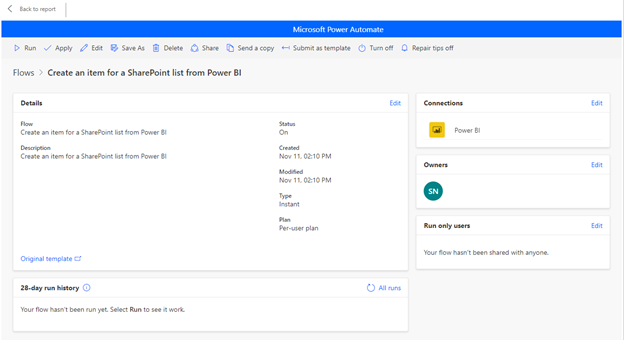 Back to report
Microsoft Power Automate
Run Apply Edit Save As Delete Share Send a copy Submit as template Turn off Repair tips off
Flows > Create an item for a SharePoint list from Power BI
Details Edit
Flow
Create an item for a SharePoint list from Power BI
Description
Create an item for a SharePoint list from Power BI
Status
On
Created
Nov 11, 02:10 PM
Modified
Nov 11, 02:10 PM
Type
Instant
Plan
Per-user plan
Original template
Connections Edit
Power BI
Owners Edit
SN
Run only users Edit
Your flow hasn't been shared with anyone.
28-day run history All runs
Your flow hasn't been run yet. Select Run to see it work.